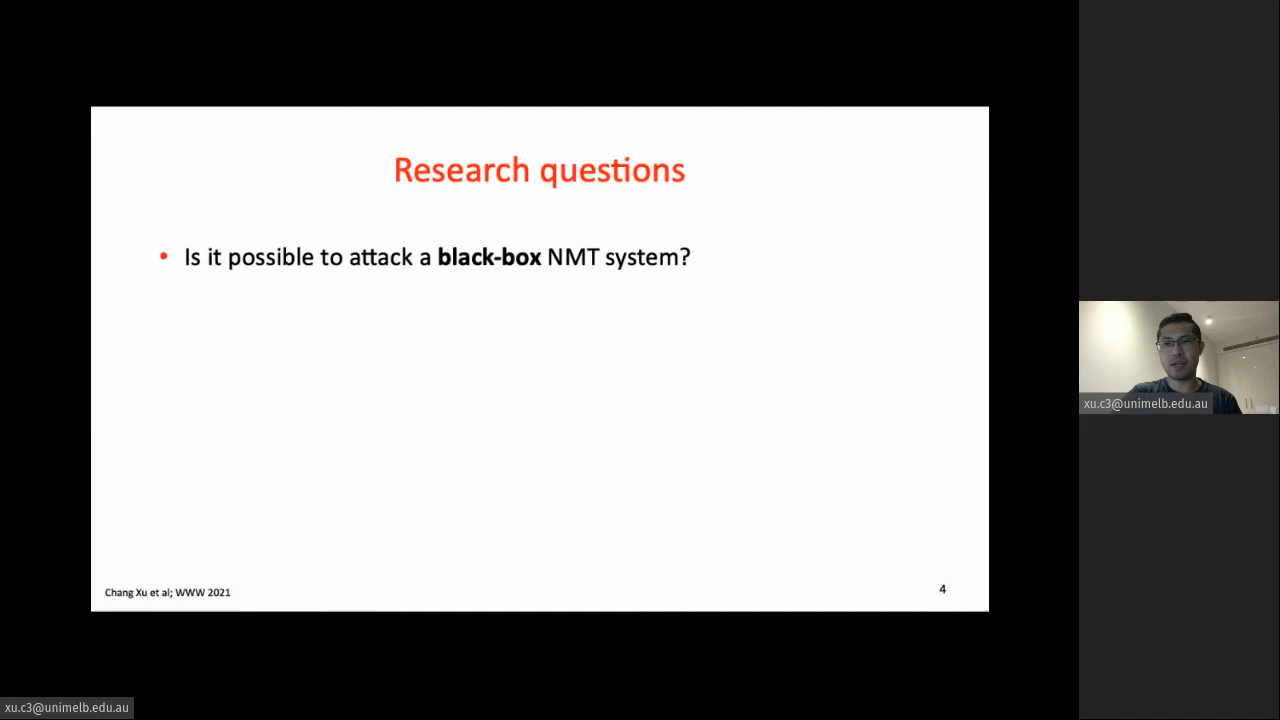 Research questions
• Is it possible to attack a black-box NMT system?
xu.c3@unimelb.edu.au
Chang Xu et al; WWW 2021
4
xu.c3@unimelb.edu.au